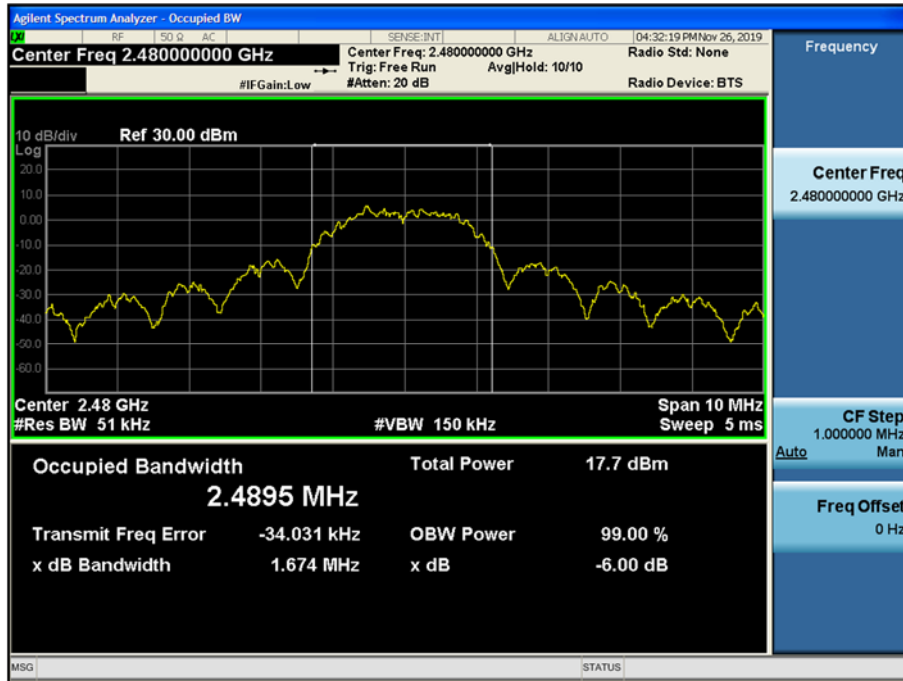 Agilent Spectrum Analyzer - Occupied BW
LXI RF 50 Ω AC SENSE:INT ALIGN AUTO 04:32:19 PM Nov 26, 2019
Center Freq 2.480000000 GHz
Center Freq: 2.480000000 GHz
Radio Std: None
Trig: Free Run Avg|Hold: 10/10
#IFGain:Low
#Atten: 20 dB
Radio Device: BTS
10 dB/div Ref 30.00 dBm
Log
20.0
10.0
0.00
-10.0
-20.0
-30.0
-40.0
-50.0
-60.0
Center 2.48 GHz Span 10 MHz
#Res BW 51 kHz #VBW 150 kHz Sweep 5 ms
Occupied Bandwidth Total Power 17.7 dBm
2.4895 MHz
Transmit Freq Error -34.031 kHz OBW Power 99.00 %
x dB Bandwidth 1.674 MHz x dB -6.00 dB
Frequency
Center Freq
2.480000000 GHz
CF Step
1.000000 MHz
Auto Man
Freq Offset
0 Hz
MSG STATUS